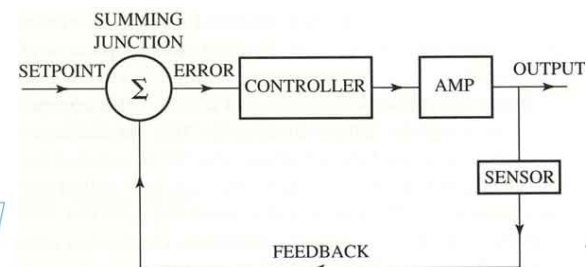 SUMMING
JUNCTION
SETPOINT
Σ
ERROR
CONTROLLER
AMP
OUTPUT
SENSOR
FEEDBACK